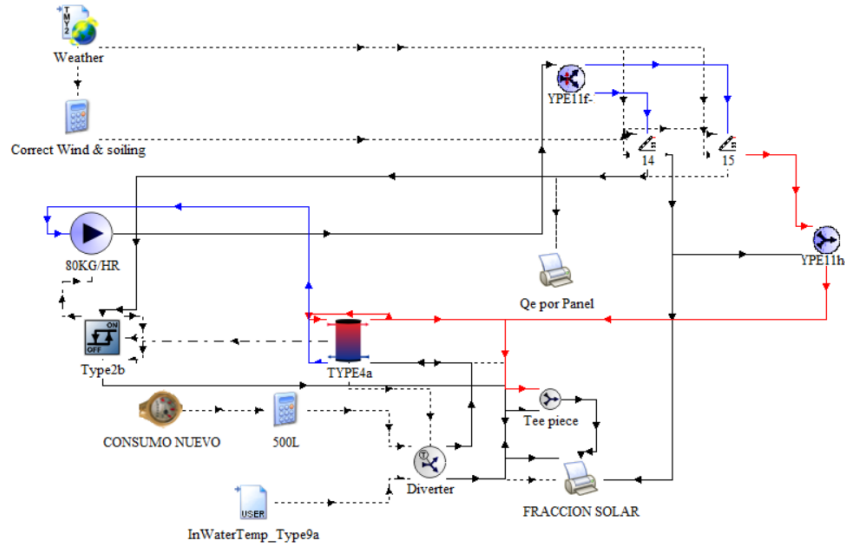 TMY2
Weather
YPE11f-
Correct Wind & soiling
14
15
80KG/HR
YPE11h
Qe por Panel
ON
OFF
TYPE4a
Type2b
Tee piece
CONSUMO NUEVO
500L
T
Diverter
USER
FRACCION SOLAR
InWaterTemp_Type9a